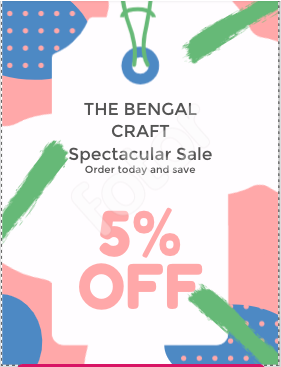 THE BENGAL
CRAFT
Spectacular Sale
Order today and save
5%
OFF